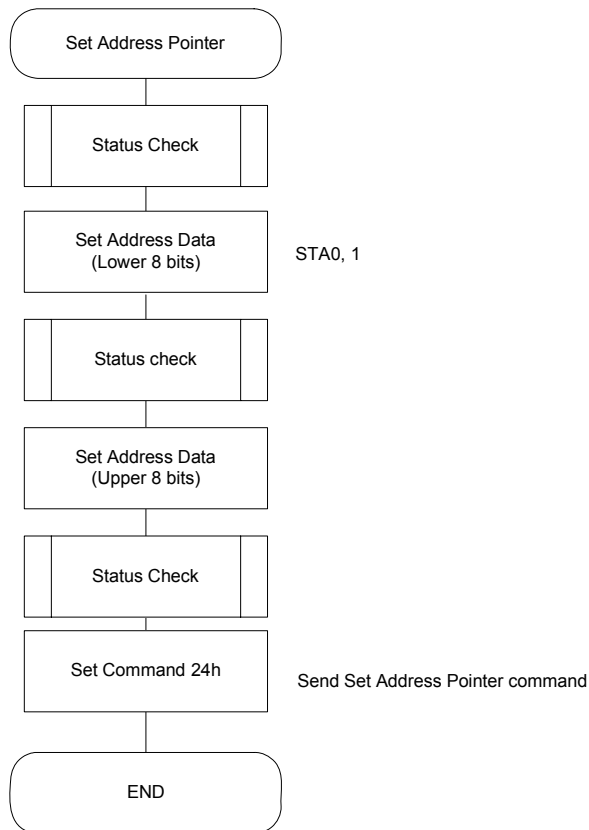 Set Address Pointer
Status Check
Set Address Data
(Lower 8 bits)
STA0, 1
Status check
Set Address Data
(Upper 8 bits)
Status Check
Set Command 24h
Send Set Address Pointer command
END